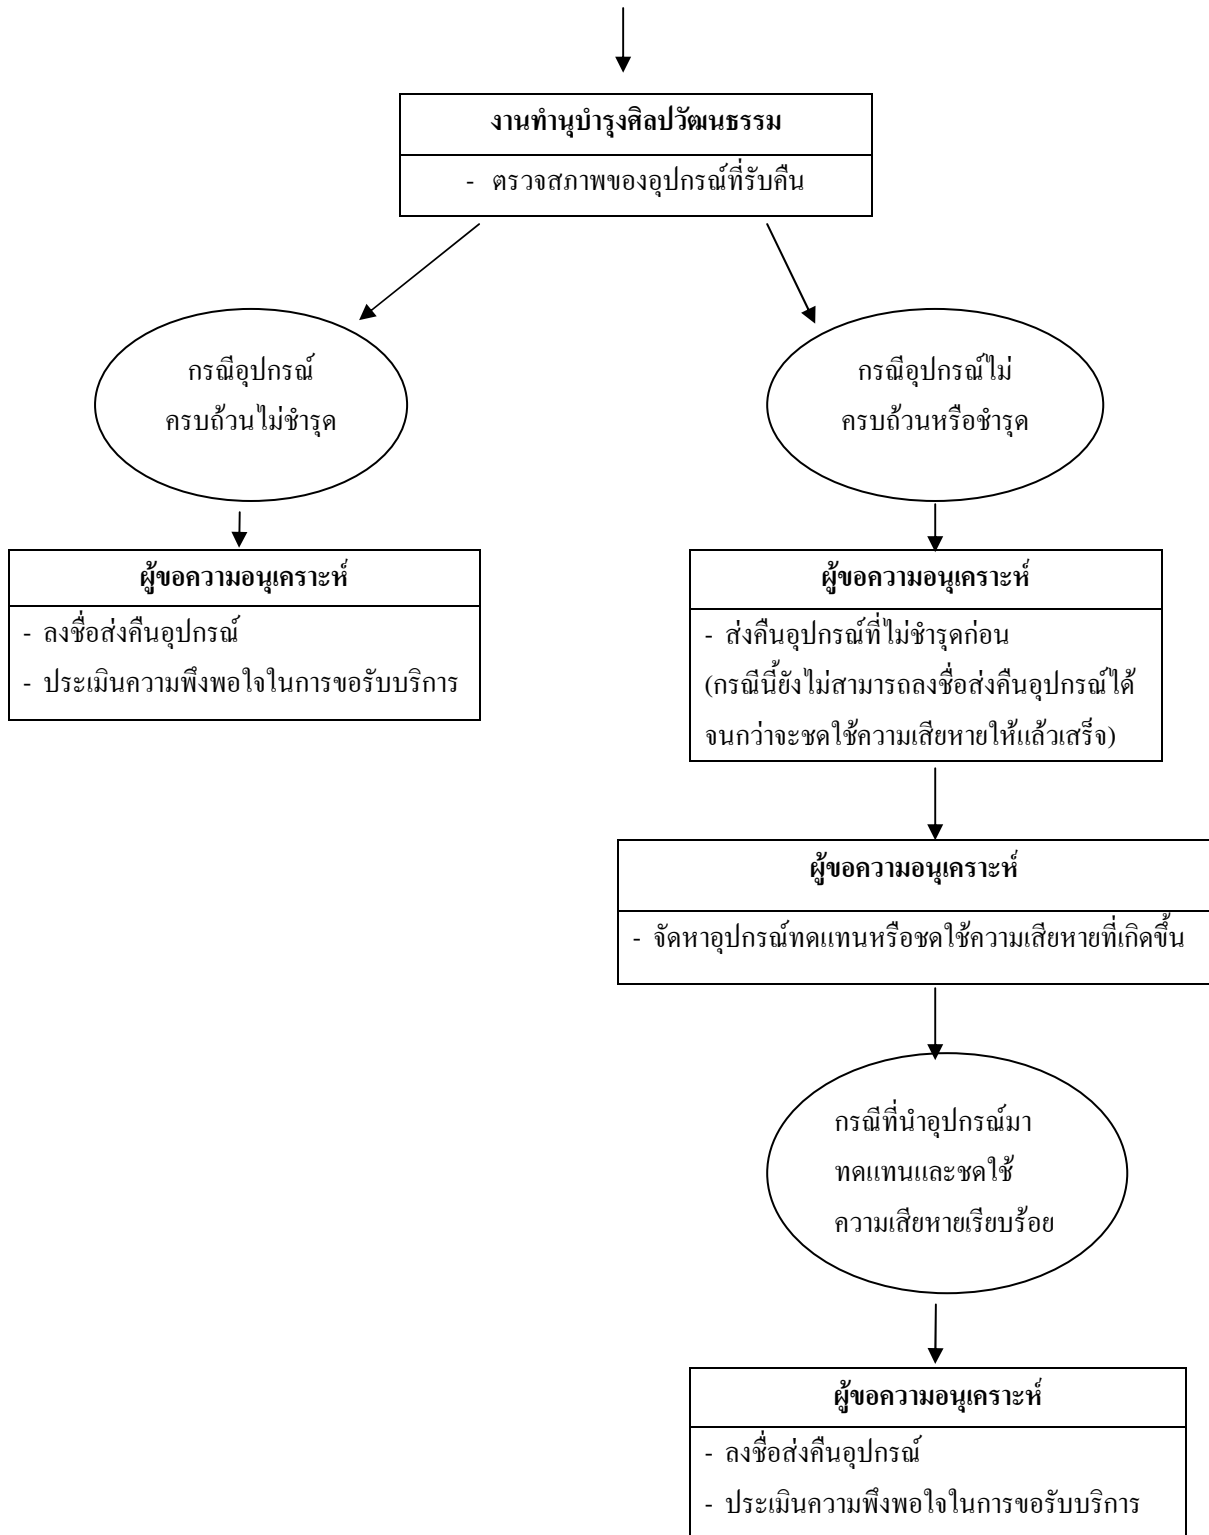 งานทำนุบำรุงศิลปวัฒนธรรม
- ตรวจสภาพของอุปกรณ์ที่รับคืน
กรณีอุปกรณ์
ครบถ้วนไม่ชำรุด
กรณีอุปกรณ์ไม่
ครบถ้วนหรือชำรุด
ผู้ขอความอนุเคราะห์
- ลงชื่อส่งคืนอุปกรณ์
- ประเมินความพึงพอใจในการขอรับบริการ
ผู้ขอความอนุเคราะห์
- ส่งคืนอุปกรณ์ที่ไม่ชำรุดก่อน
(กรณีนี้ยังไม่สามารถลงชื่อส่งคืนอุปกรณ์ได้
จนกว่าจะชดใช้ความเสียหายให้แล้วเสร็จ)
ผู้ขอความอนุเคราะห์
- จัดหาอุปกรณ์ทดแทนหรือชดใช้ความเสียหายที่เกิดขึ้น
กรณีที่นำอุปกรณ์มา
ทดแทนและชดใช้
ความเสียหายเรียบร้อย
ผู้ขอความอนุเคราะห์
- ลงชื่อส่งคืนอุปกรณ์
- ประเมินความพึงพอใจในการขอรับบริการ